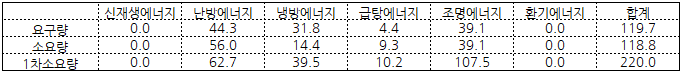 신재생에너지 난방에너지 냉방에너지 급탕에너지 조명에너지 환기에너지 합계
요구량 0.0 44.3 31.8 4.4 39.1 0.0 119.7
소요량 0.0 56.0 14.4 9.3 39.1 0.0 118.8
1차소요량 0.0 62.7 39.5 10.2 107.5 0.0 220.0